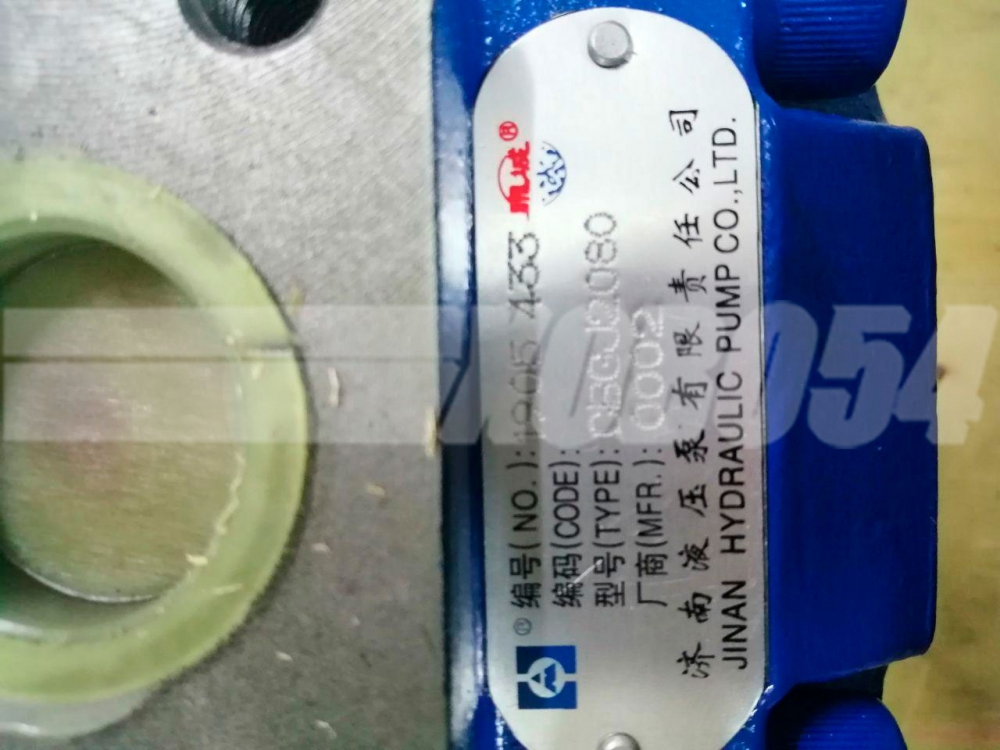 编号(NO.):1905 433
编码(CODE):
型号(TYPE):CBGJ2080
厂商(MFR.):0002
济南液压泵有限责任公司
JINAN HYDRAULIC PUMP CO.,LTD.